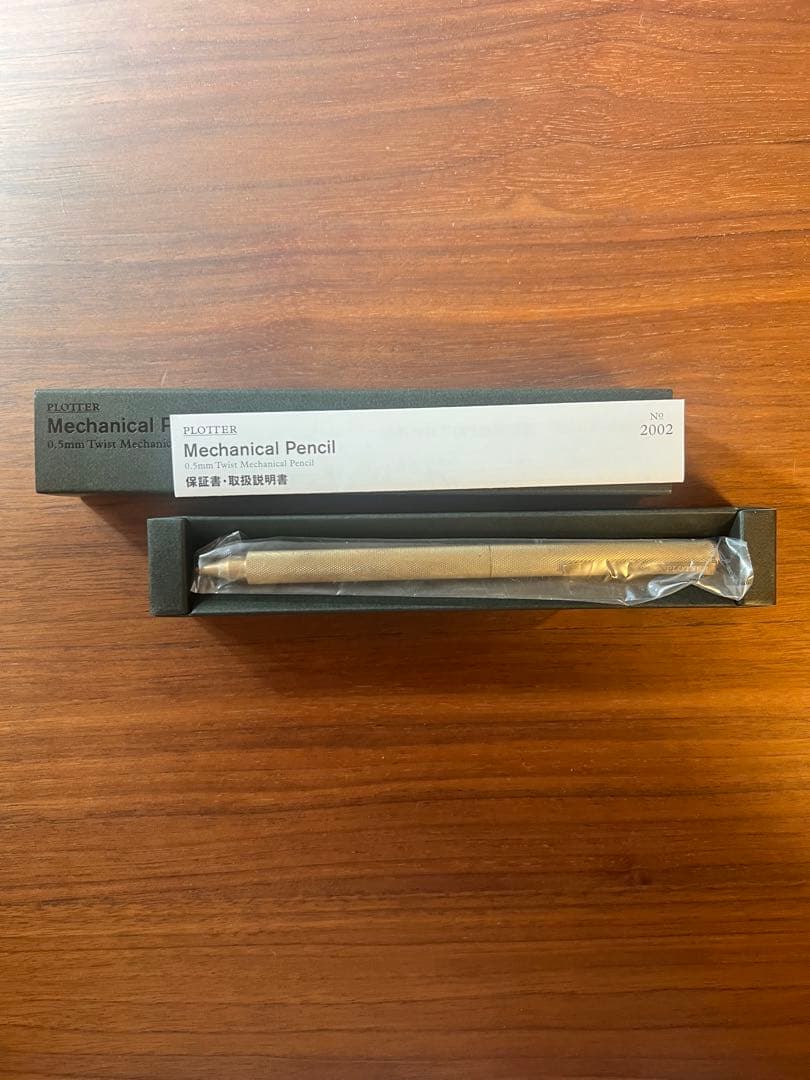 PLOTTER
Mechanical P
0.5mm Twist Mechanic
PLOTTER
Mechanical Pencil
0.5mm Twist Mechanical Pencil
保証書・取扱説明書
No
2002
PLOTTER